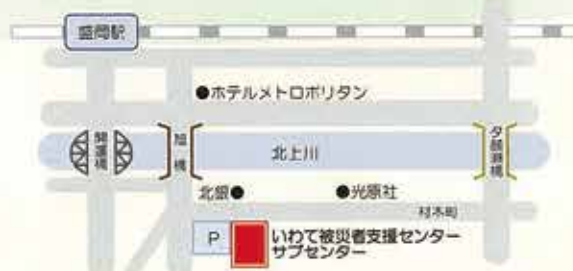 盛岡駅
●ホテルメトロポリタン
開運橋
旭橋
北上川
夕顔瀬橋
北銀●
●光原社
材木町
P
いわて被災者支援センター
サブセンター